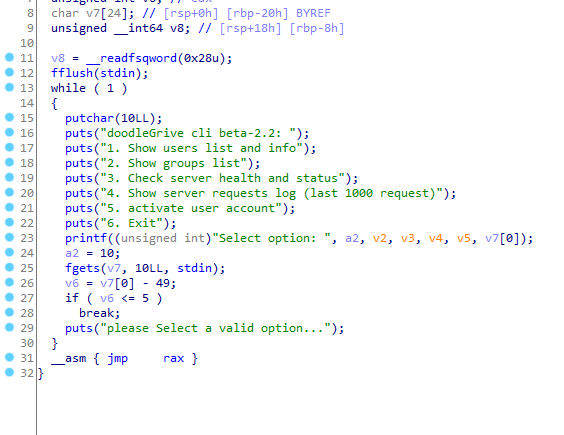 8 char v7[24]; // [rsp+0h] [rbp-20h] BYREF
9 unsigned __int64 v8; // [rsp+18h] [rbp-8h]
10
11 v8 = __readfsqword(0x28u);
12 fflush(stdin);
13 while ( 1 )
14 {
15 putchar(10LL);
16 puts("doodleGrive cli beta-2.2: ");
17 puts("1. Show users list and info");
18 puts("2. Show groups list");
19 puts("3. Check server health and status");
20 puts("4. Show server requests log (last 1000 request)");
21 puts("5. activate user account");
22 puts("6. Exit");
23 printf((unsigned int)"Select option: ", a2, v2, v3, v4, v5, v7[0]);
24 a2 = 10;
25 fgets(v7, 10LL, stdin);
26 v6 = v7[0] - 49;
27 if ( v6 <= 5 )
28 break;
29 puts("please Select a valid option...");
30 }
31 __asm { jmp rax }
32 }